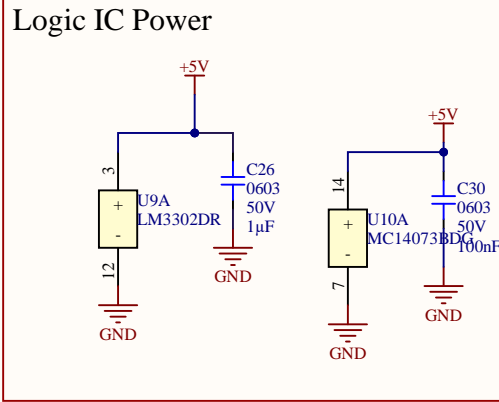 Logic IC Power
+5V
3
+
-
12
U9A
LM3302DR
GND
C26
0603
50V
1µF
GND
+5V
14
+
-
7
U10A
MC14073BDG
GND
C30
0603
50V
100nF
GND